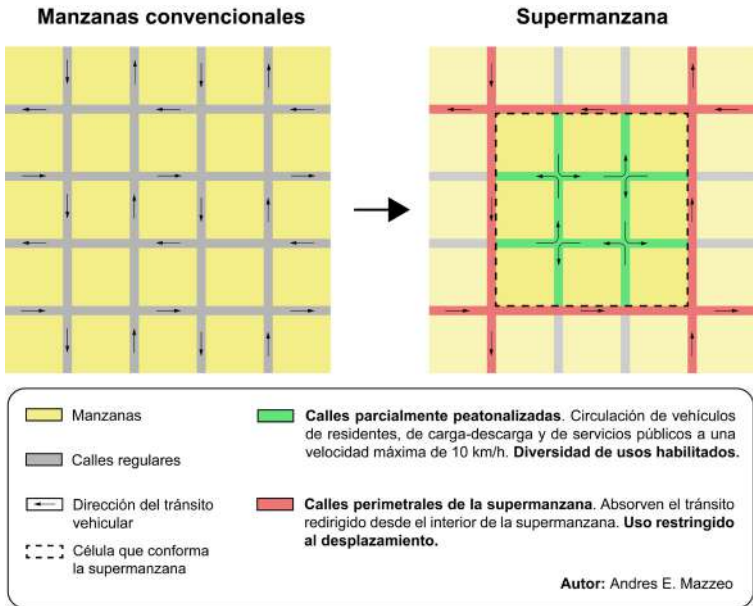 Manzanas convencionales
Supermanzana
Manzanas
Calles regulares
Dirección del tránsito
vehicular
Célula que conforma
la supermanzana
Calles parcialmente peatonalizadas. Circulación de vehículos
de residentes, de carga-descarga y de servicios públicos a una
velocidad máxima de 10 km/h. Diversidad de usos habilitados.
Calles perimetrales de la supermanzana. Absorven el tránsito
redirigido desde el interior de la supermanzana. Uso restringido
al desplazamiento.
Autor: Andres E. Mazzeo